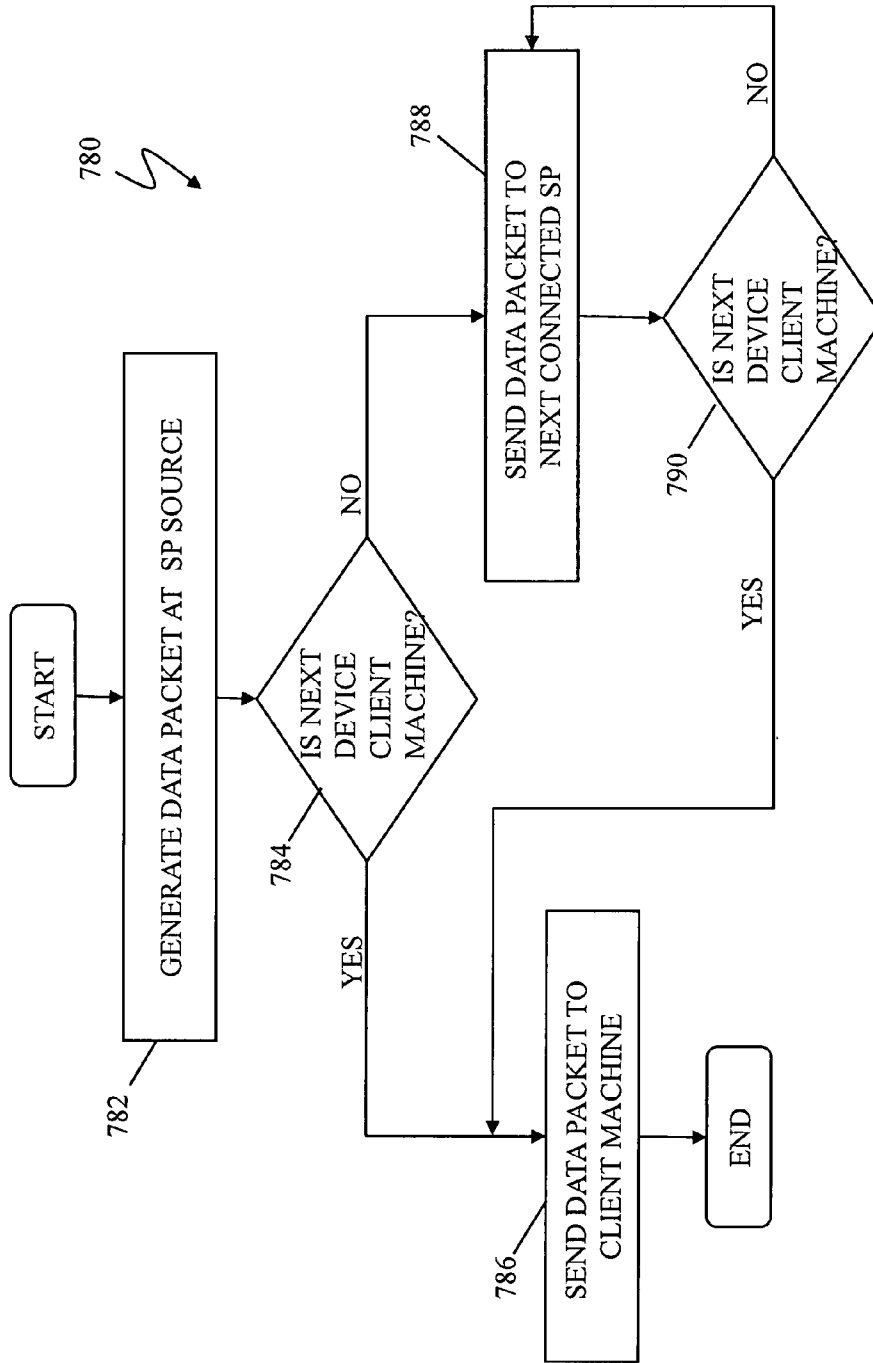 780
START
GENERATE DATA PACKET AT SP SOURCE
782
IS NEXT
DEVICE
CLIENT
MACHINE?
784
YES
NO
SEND DATA PACKET TO
NEXT CONNECTED SP
788
IS NEXT
DEVICE
CLIENT
MACHINE?
790
YES
NO
SEND DATA PACKET TO
CLIENT MACHINE
786
END